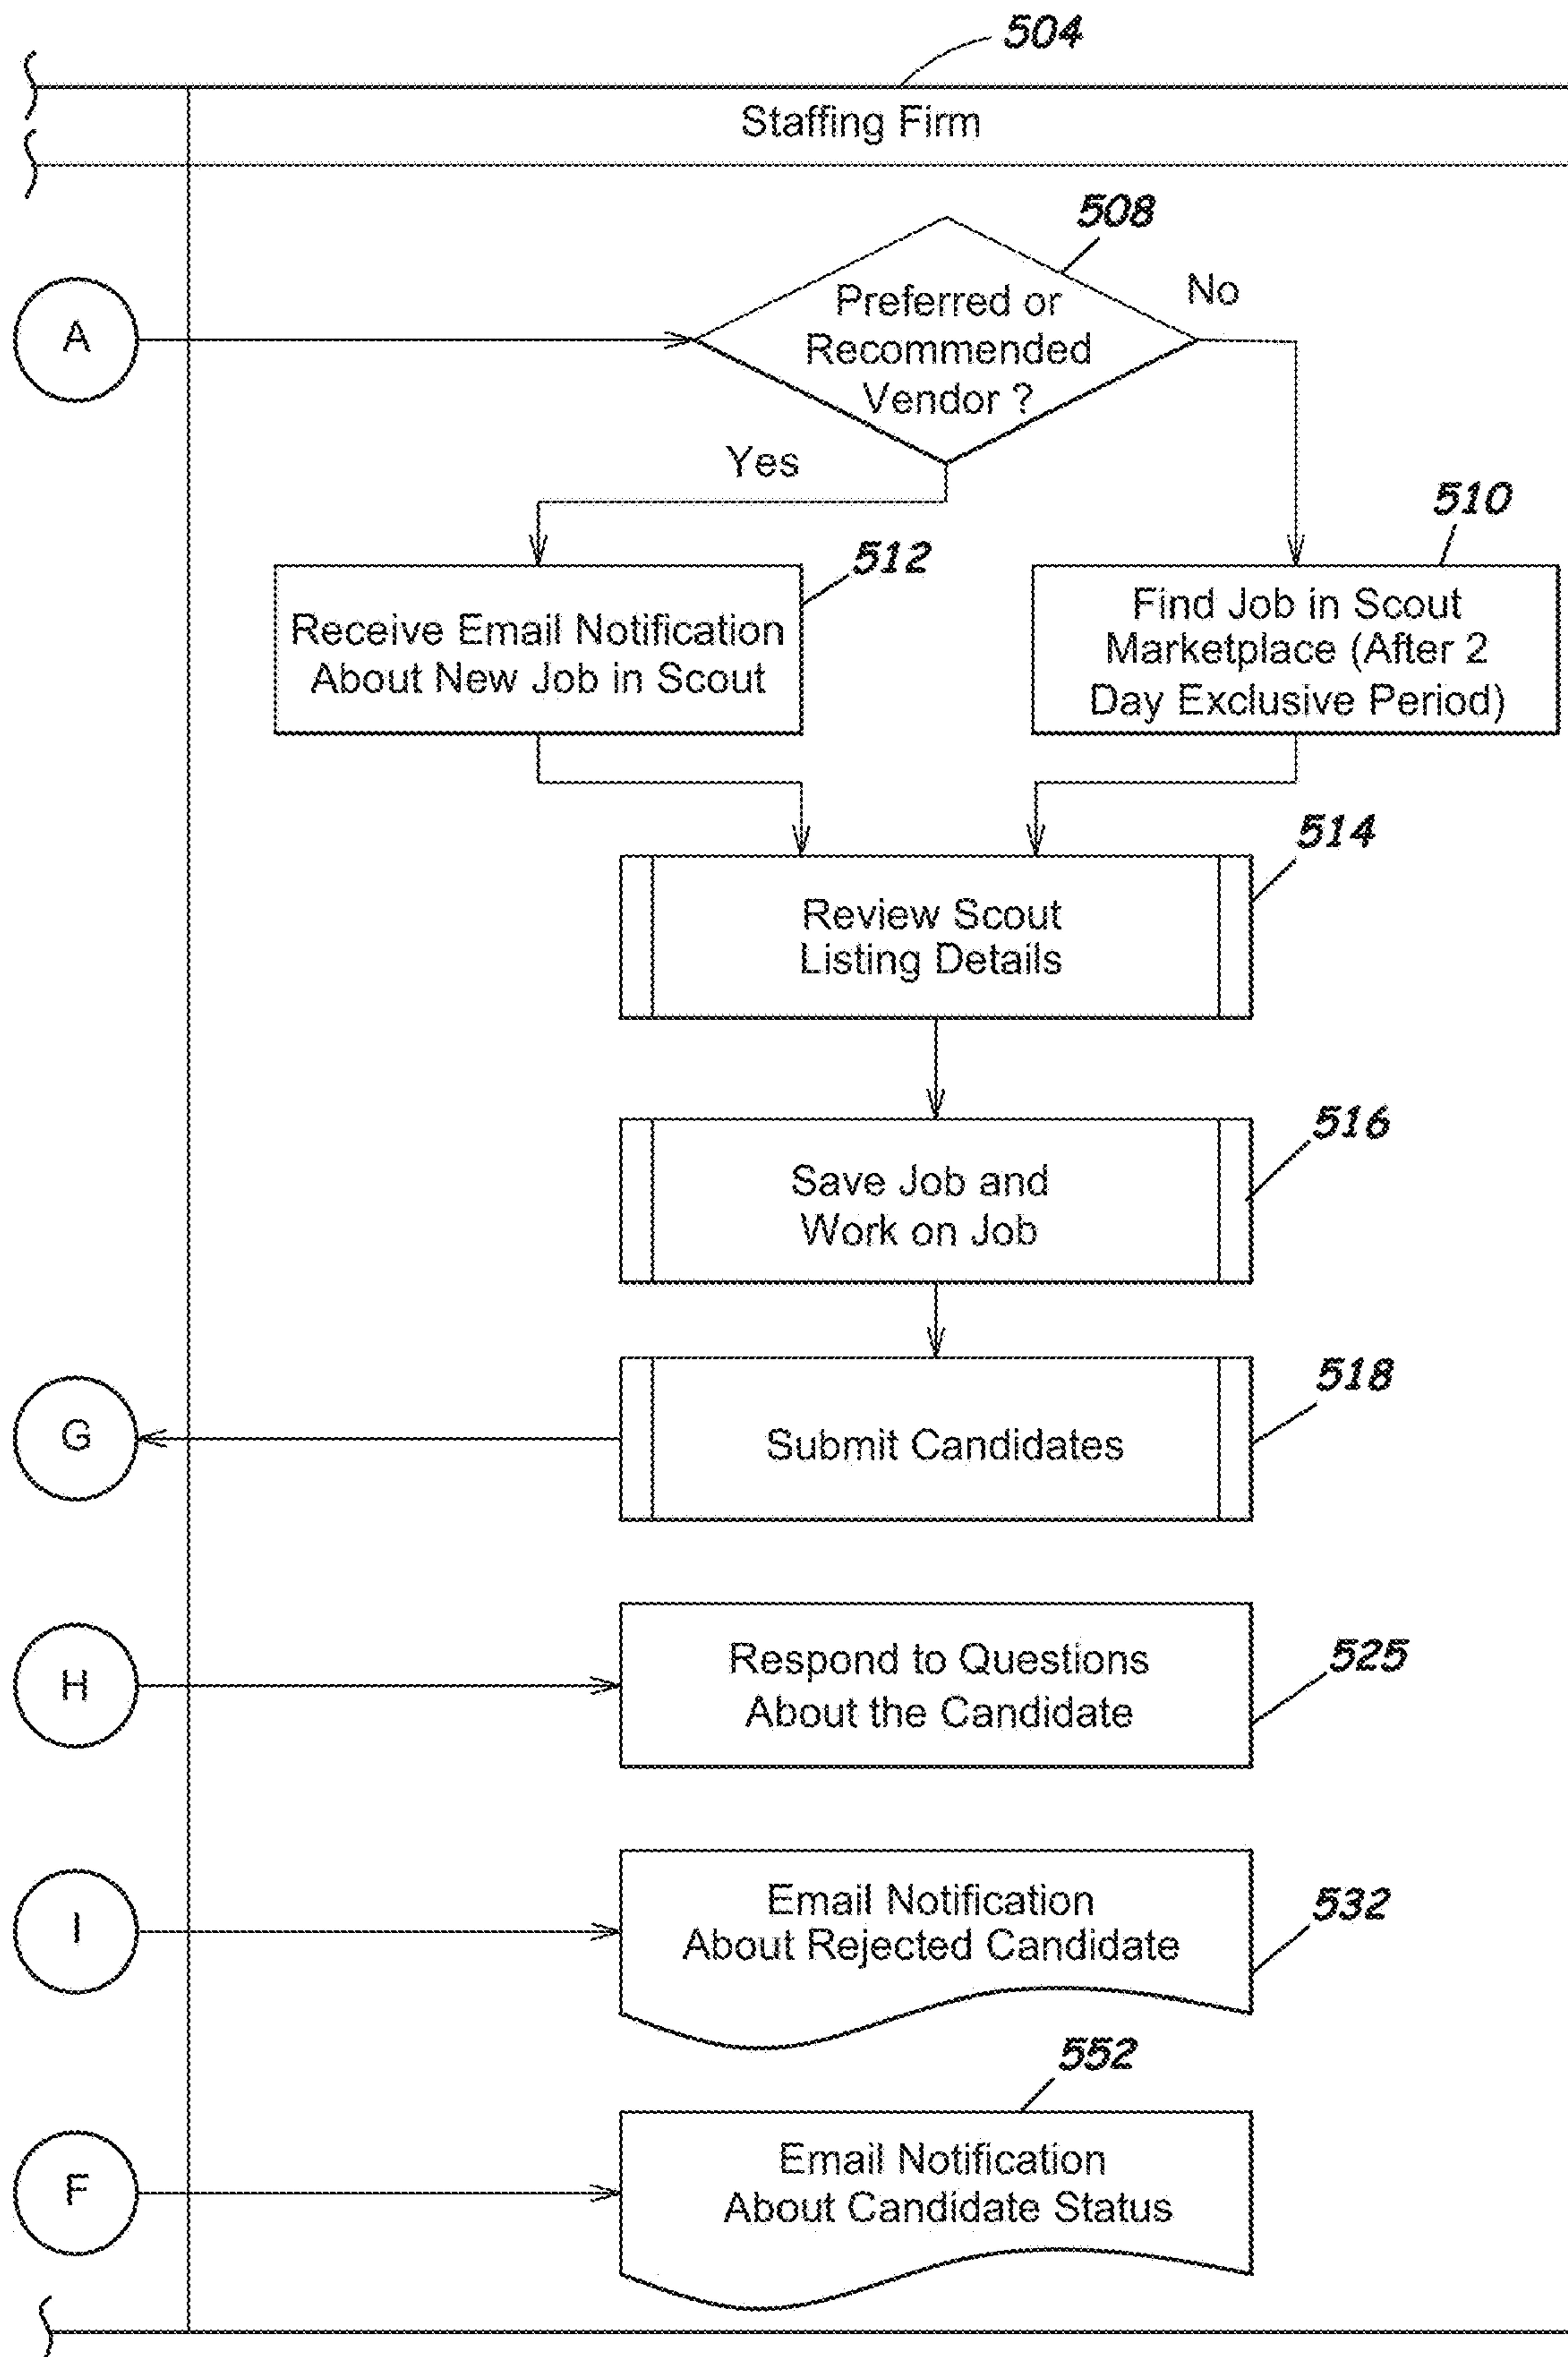 504
Staffing Firm
508
No
A
Preferred or
Recommended
Vendor ?
Yes
510
512
Receive Email Notification
About New Job in Scout
Find Job in Scout
Marketplace (After 2
Day Exclusive Period)
514
Review Scout
Listing Details
516
Save Job and
Work on Job
518
G
Submit Candidates
H
Respond to Questions
About the Candidate
525
I
Email Notification
About Rejected Candidate
532
552
F
Email Notification
About Candidate Status